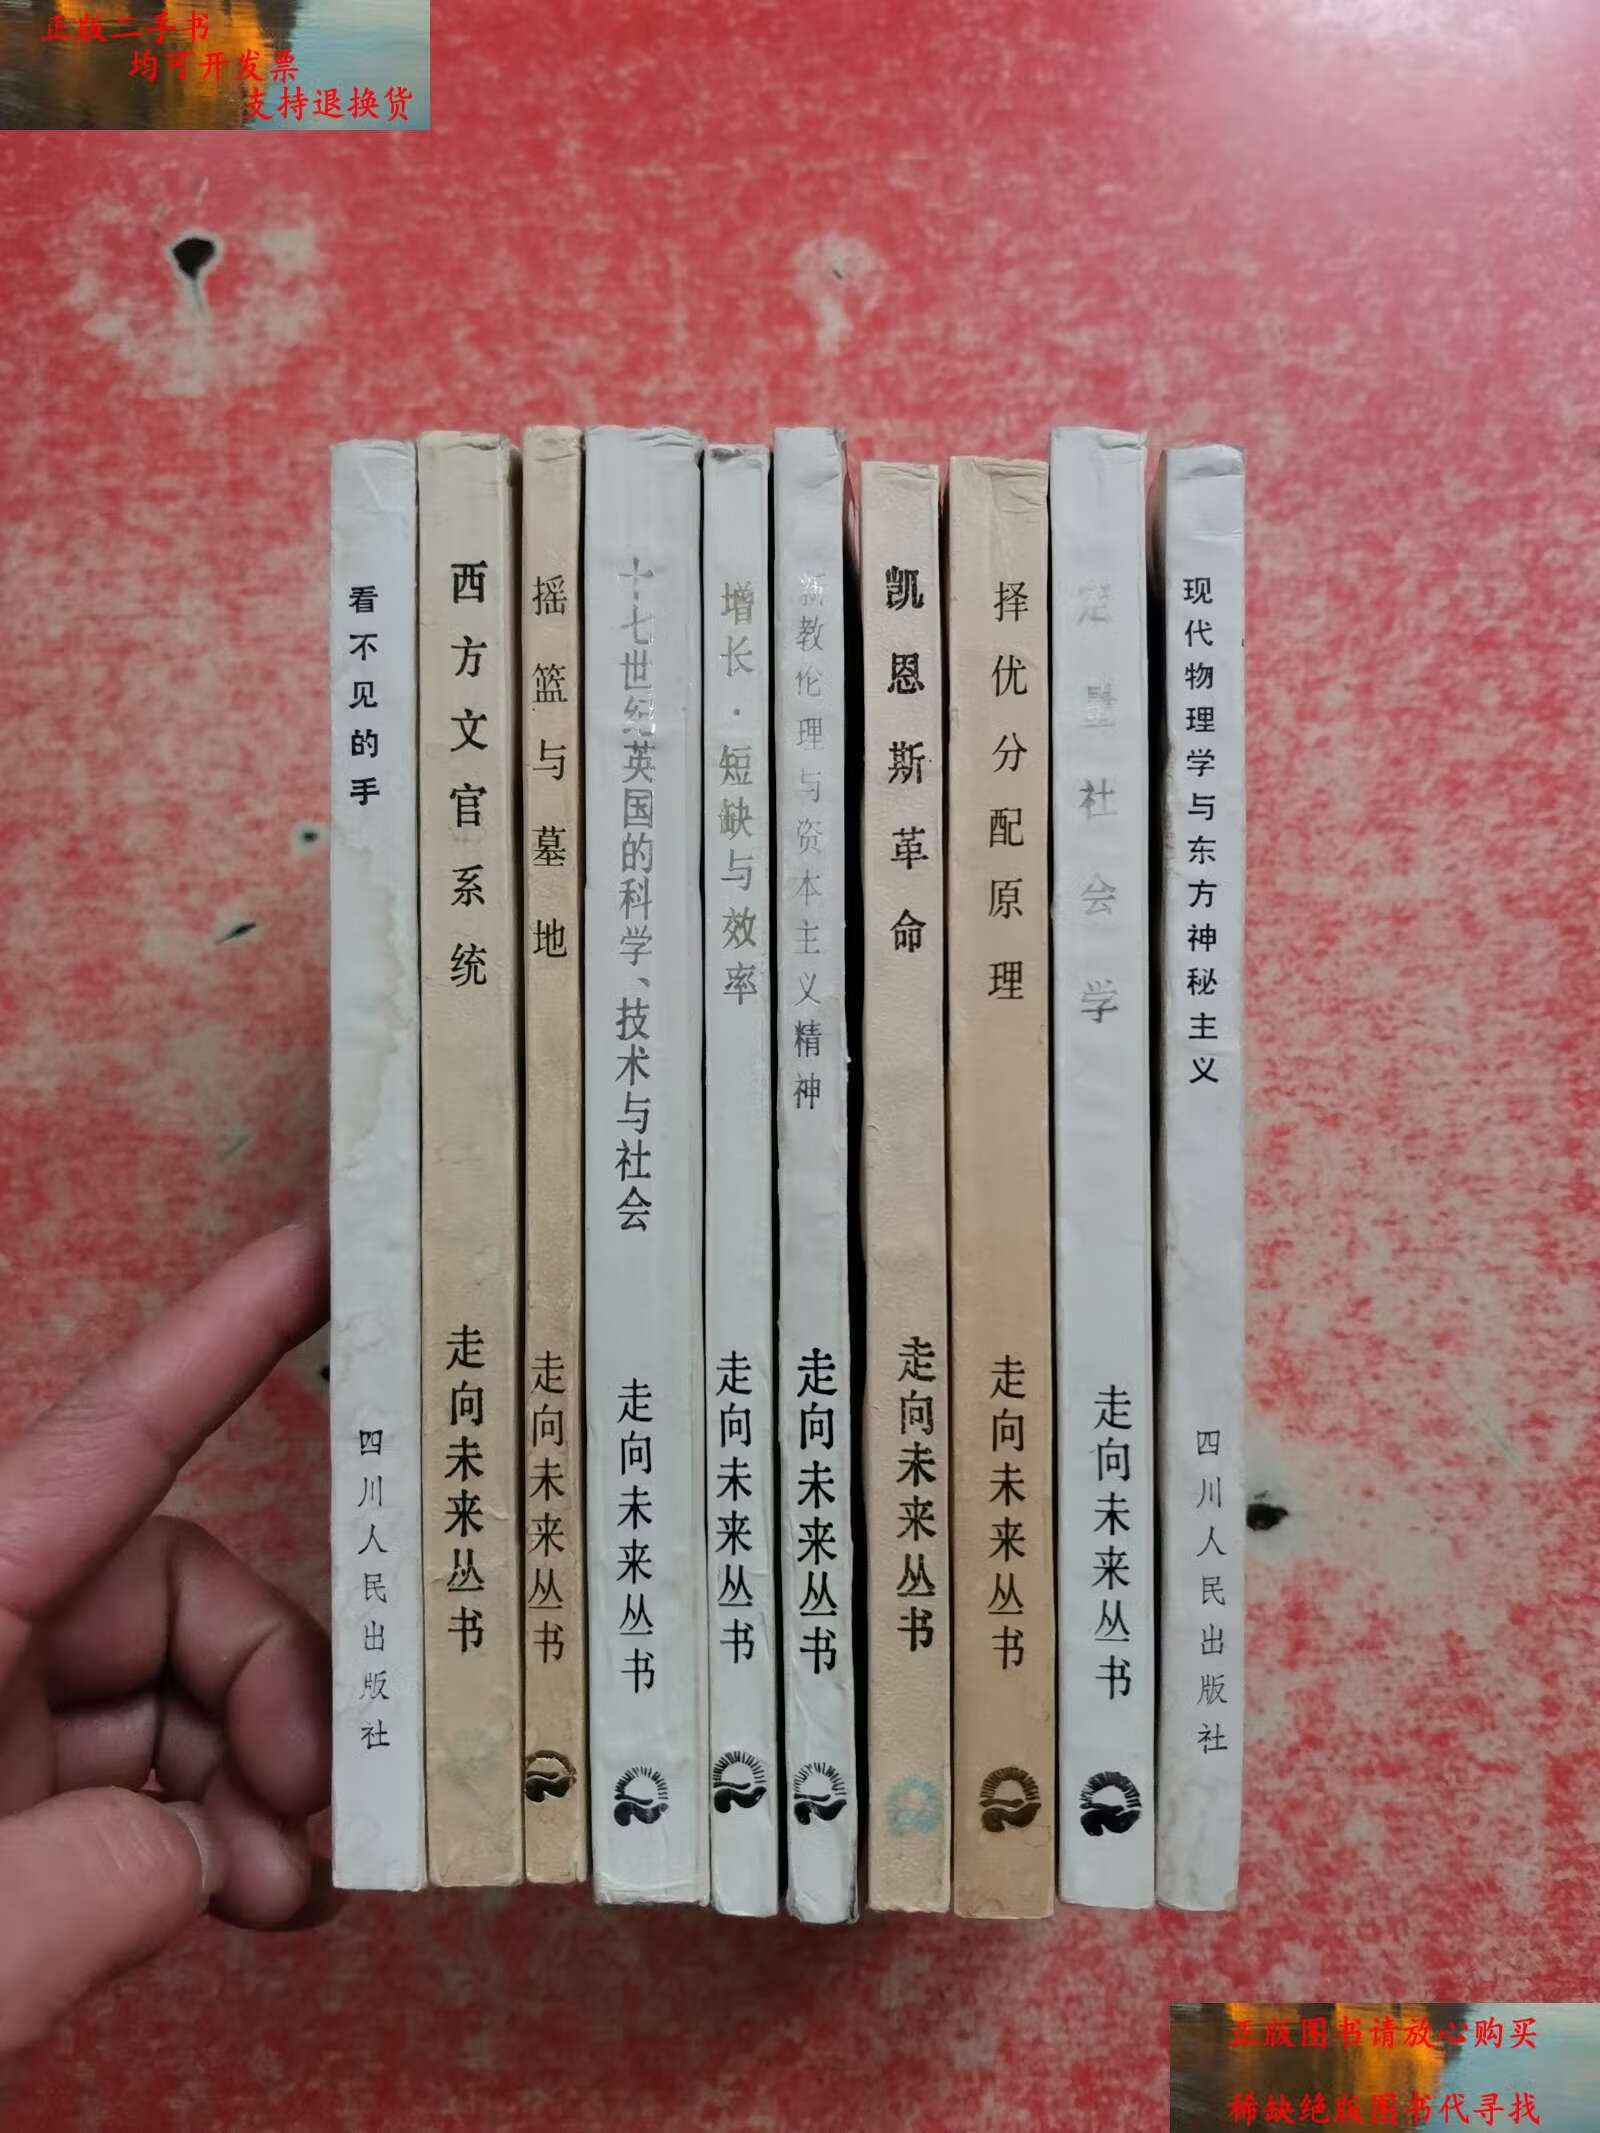 正版二手书
均可开发票
支持退换货
看不见的手
四川人民出版社
西方文官系统
走向未来丛书
摇篮与墓地
走向未来丛书
十七世纪英国的科学、技术与社会
走向未来丛书
增长·短缺与效率
走向未来丛书
新教伦理与资本主义精神
走向未来丛书
凯恩斯革命
走向未来丛书
择优分配原理
走向未来丛书
定量社会学
走向未来丛书
现代物理学与东方神秘主义
四川人民出版社
正版图书请放心购买
稀缺绝版图书代寻找